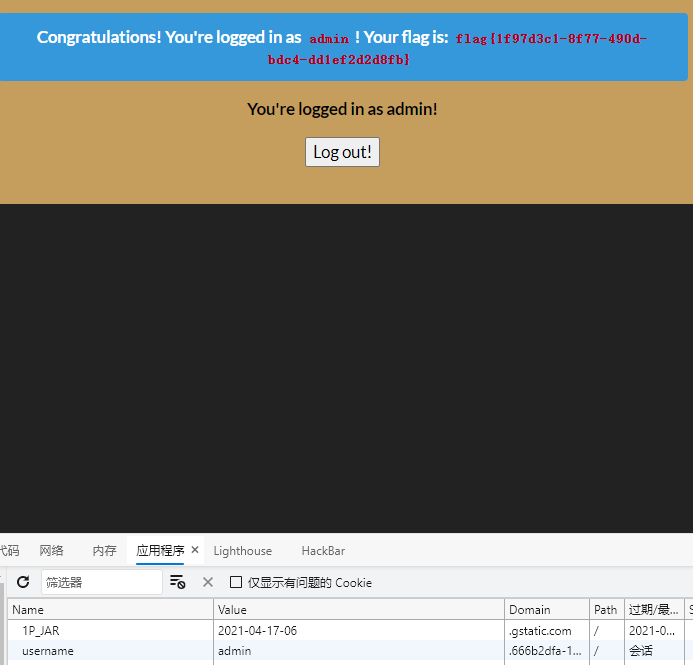 Congratulations! You're logged in as admin ! Your flag is: flag{1f97d3c1-8f77-490d-
bdc4-dd1ef2d2d8fb}
You're logged in as admin!
Log out!
代码 网络 内存 应用程序 × Lighthouse HackBar
筛选器 仅显示有问题的 Cookie
Name Value Domain Path 过期/最... S
1P_JAR 2021-04-17-06 .gstatic.com / 2021-0...
username admin .666b2dfa-1... / 会话